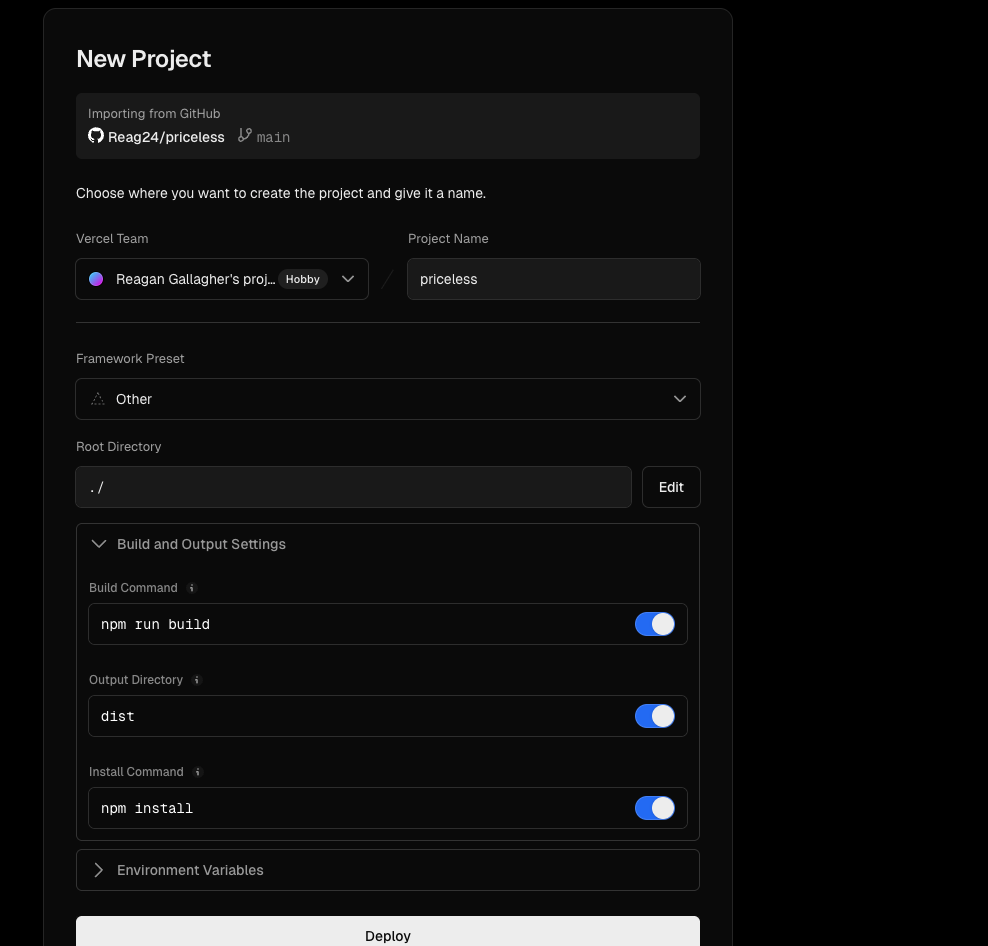 New Project
Importing from GitHub
Reag24/priceless main
Choose where you want to create the project and give it a name.
Vercel Team
Project Name
Reagan Gallagher's proj... Hobby
/
priceless
Framework Preset
Other
Root Directory
./
Edit
Build and Output Settings
Build Command
npm run build
Output Directory
dist
Install Command
npm install
Environment Variables
Deploy